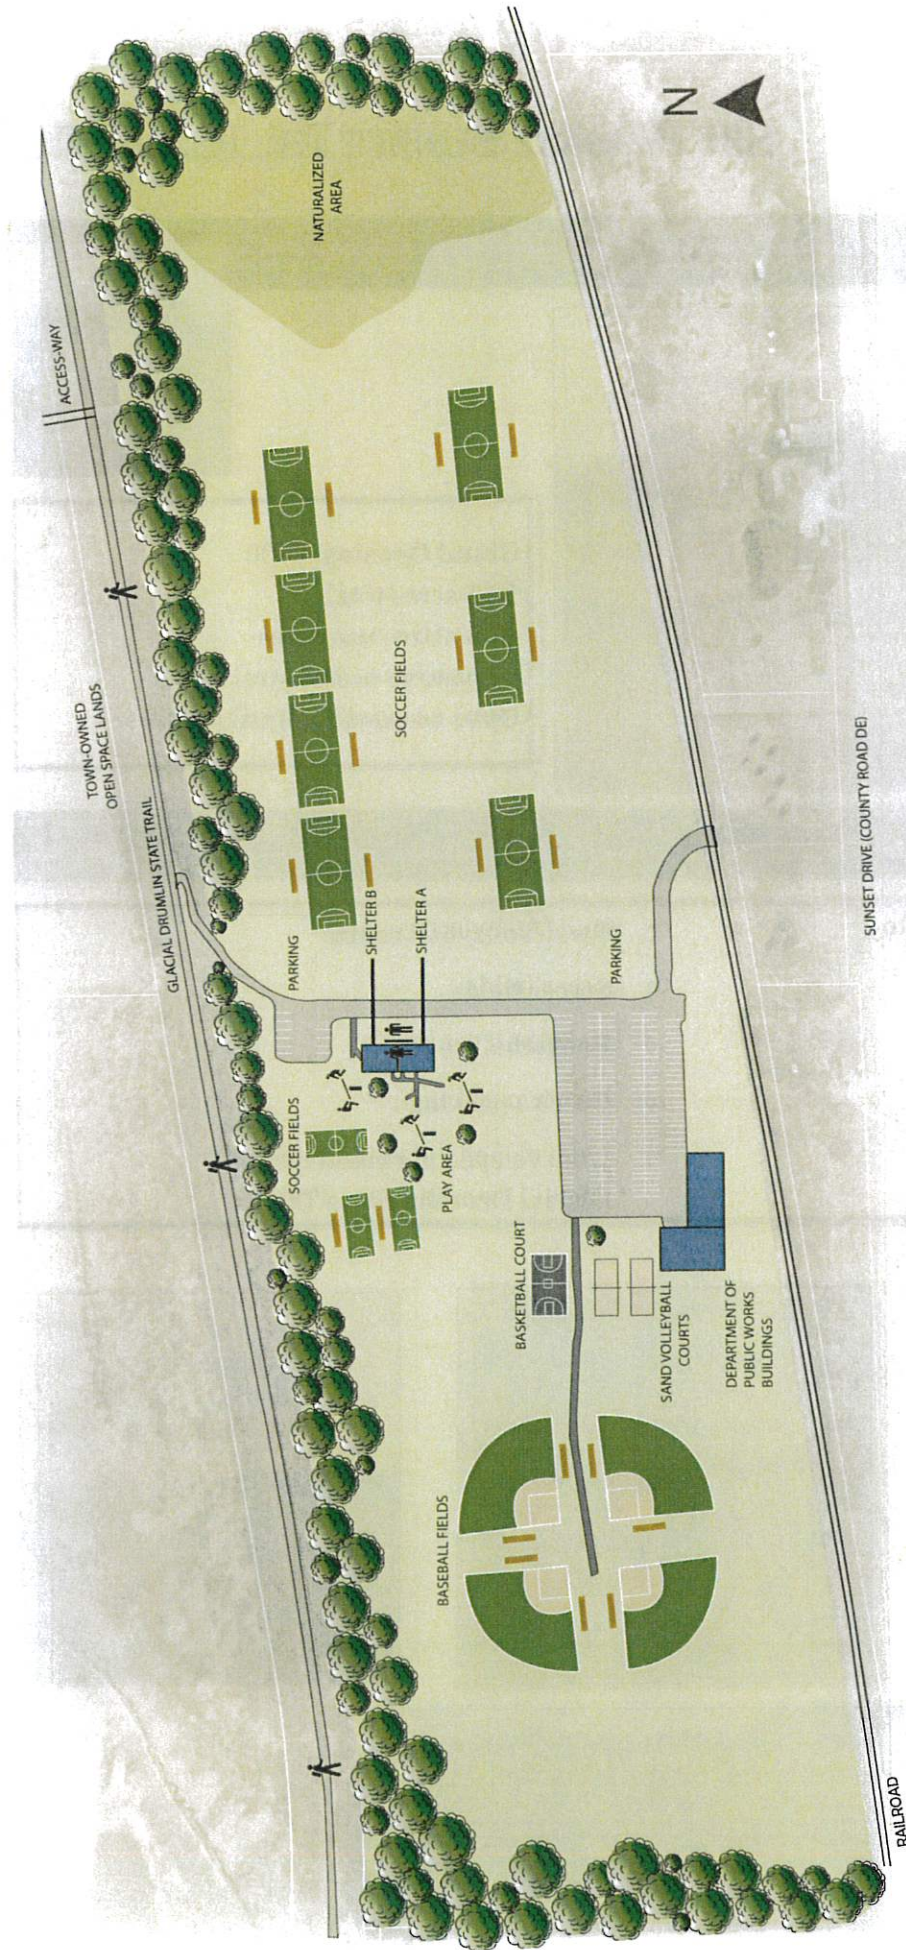 N
NATURALIZED
AREA
ACCESS-WAY
TOWN-OWNED
OPEN SPACE LANDS
GLACIAL DRUMLIN STATE TRAIL
SOCCER FIELDS
PARKING
SHELTER B
SHELTER A
PARKING
SUNSET DRIVE (COUNTY ROAD DE)
SOCCER FIELDS
PLAY AREA
BASKETBALL COURT
SAND VOLLEYBALL
COURTS
DEPARTMENT OF
PUBLIC WORKS
BUILDINGS
BASEBALL FIELDS
RAILROAD